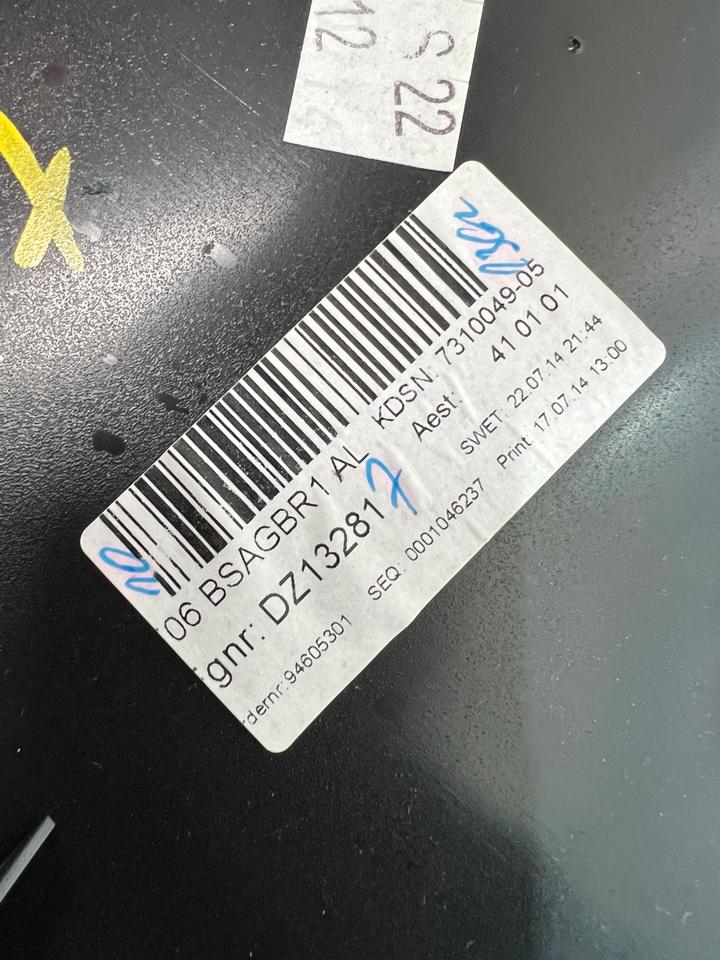 S 22
12
06 BSAGBR1 AL KDSN: 7310049-05
gnr: DZ13281 Aest: 41 01 01
SWET: 22.07.14 21:44
dernr: 94605301 SEQ: 0001046237 Print: 17.07.14 13:00